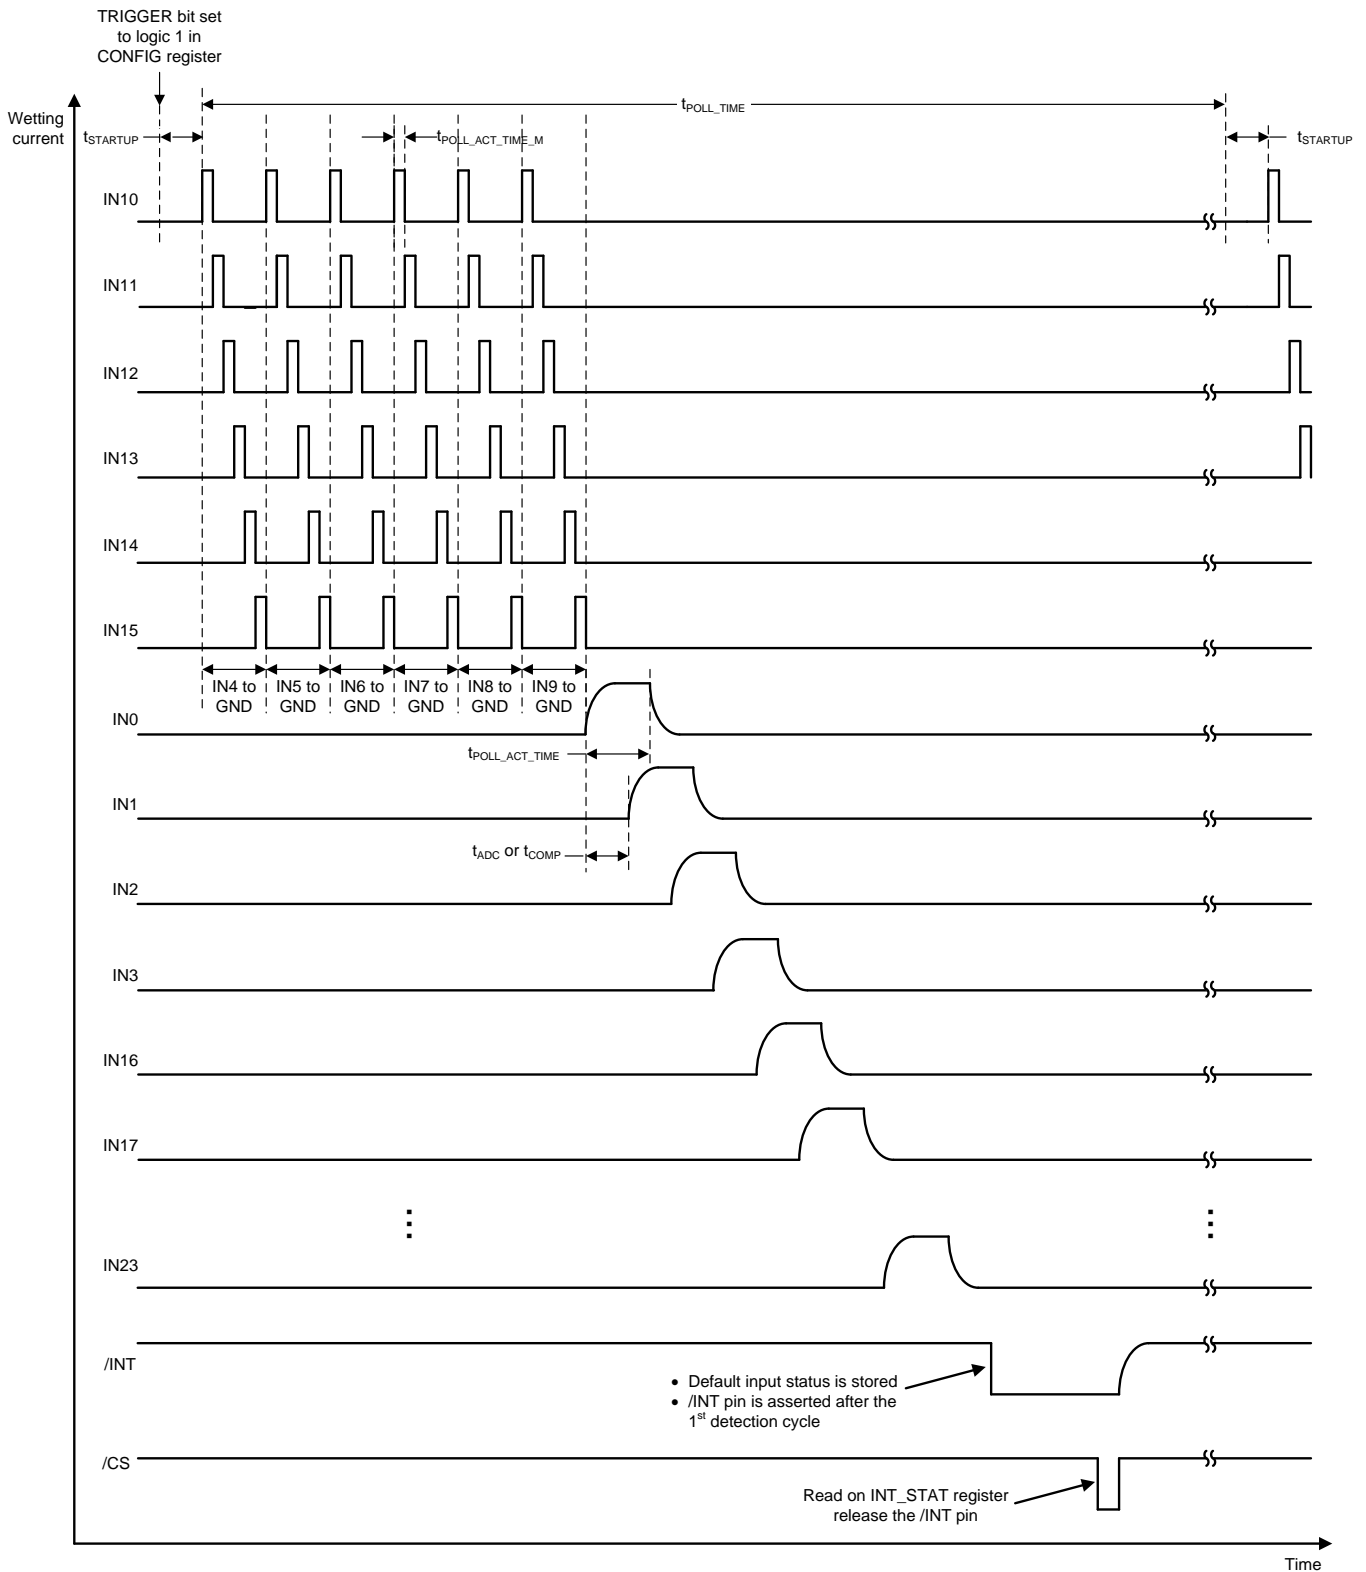 TRIGGER bit set
to logic 1 in
CONFIG register
Wetting
current
tPOLL_TIME
tSTARTUP
tPOLL_ACT_TIME_M
tSTARTUP
IN10
IN11
IN12
IN13
IN14
IN15
IN4 to
GND
IN5 to
GND
IN6 to
GND
IN7 to
GND
IN8 to
GND
IN9 to
GND
IN0
tPOLL_ACT_TIME
IN1
tADC or tCOMP
IN2
IN3
IN16
IN17
IN23
/INT
• Default input status is stored
• /INT pin is asserted after the
1st detection cycle
/CS
Read on INT_STAT register
release the /INT pin
Time